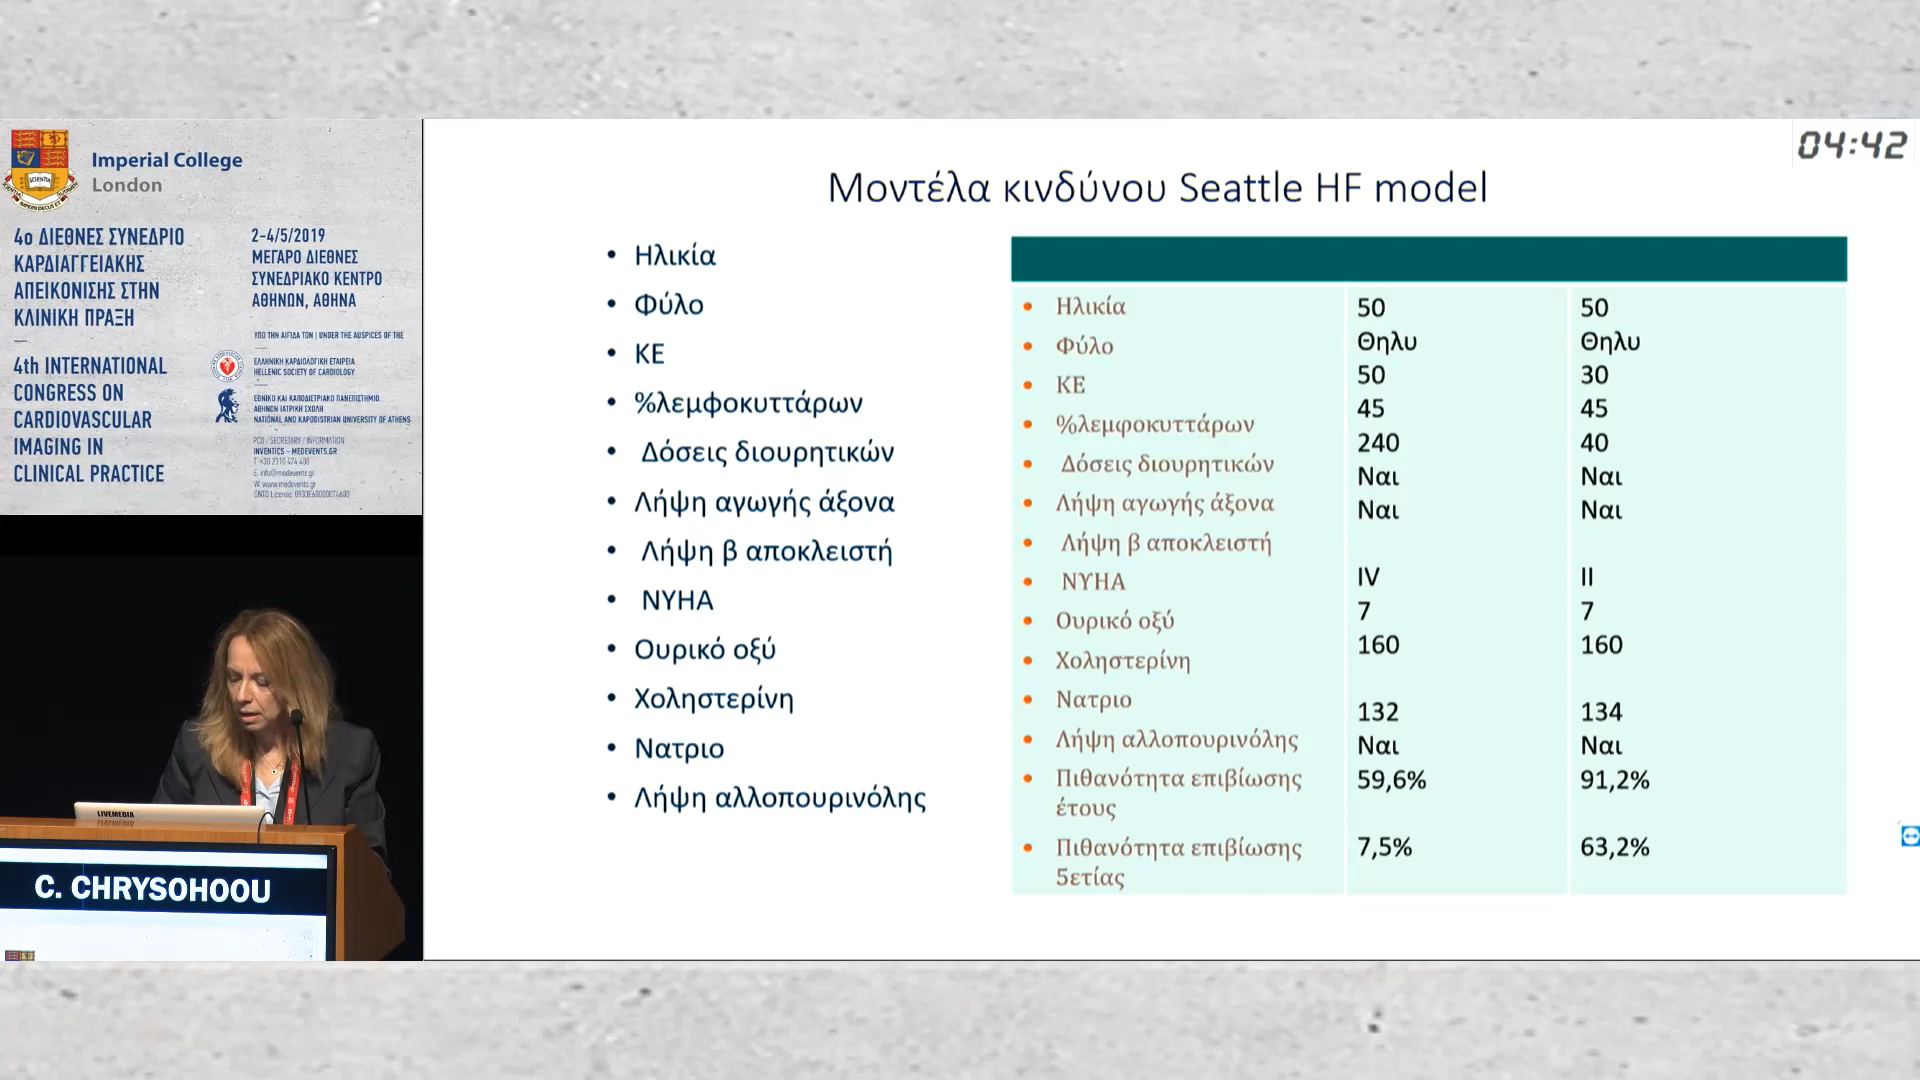 Imperial College
London
4ο ΔΙΕΘΝΕΣ ΣΥΝΕΔΡΙΟ
ΚΑΡΔΙΑΓΓΕΙΑΚΗΣ
ΑΠΕΙΚΟΝΙΣΗΣ ΣΤΗΝ
ΚΛΙΝΙΚΗ ΠΡΑΞΗ
4th INTERNATIONAL
CONGRESS ON
CARDIOVASCULAR
IMAGING IN
CLINICAL PRACTICE
2-4/5/2019
ΜΕΓΑΡΟ ΔΙΕΘΝΕΣ
ΣΥΝΕΔΡΙΑΚΟ ΚΕΝΤΡΟ
ΑΘΗΝΩΝ, ΑΘΗΝΑ
ΥΠΟ ΤΗΝ ΑΙΓΙΔΑ ΤΩΝ | UNDER THE AUSPICES OF THE
ΕΛΛΗΝΙΚΗ ΚΑΡΔΙΟΛΟΓΙΚΗ ΕΤΑΙΡΕΙΑ
HELLENIC SOCIETY OF CARDIOLOGY
ΕΘΝΙΚΟ ΚΑΙ ΚΑΠΟΔΙΣΤΡΙΑΚΟ ΠΑΝΕΠΙΣΤΗΜΙΟ
ΑΘΗΝΩΝ ΙΑΤΡΙΚΗ ΣΧΟΛΗ
NATIONAL AND KAPODISTRIAN UNIVERSITY OF ATHENS
PCO / SECRETARY / INFORMATION
INVENTICS – MEDEVENTS.GR
T: +30 2310 474 400
E. info@medevents.gr
W. www.medevents.gr
LIVEMEDIA
C. CHRYSOHOOU
04:42
Μοντέλα κινδύνου Seattle HF model
• Ηλικία
• Φύλο
• ΚΕ
• %λεμφοκυττάρων
• Δόσεις διουρητικών
• Λήψη αγωγής άξονα
• Λήψη β αποκλειστή
• NYHA
• Ουρικό οξύ
• Χοληστερίνη
• Νατριο
• Λήψη αλλοπουρινόλης
• Ηλικία 50 50
• Φύλο Θηλυ Θηλυ
• ΚΕ 50 30
• %λεμφοκυττάρων 45 45
• Δόσεις διουρητικών 240 40
• Λήψη αγωγής άξονα Ναι Ναι
• Λήψη β αποκλειστή Ναι Ναι
• NYHA IV II
• Ουρικό οξύ 7 7
• Χοληστερίνη 160 160
• Νατριο 132 134
• Λήψη αλλοπουρινόλης Ναι Ναι
• Πιθανότητα επιβίωσης 59,6% 91,2%
έτους
• Πιθανότητα επιβίωσης 7,5% 63,2%
5ετίας